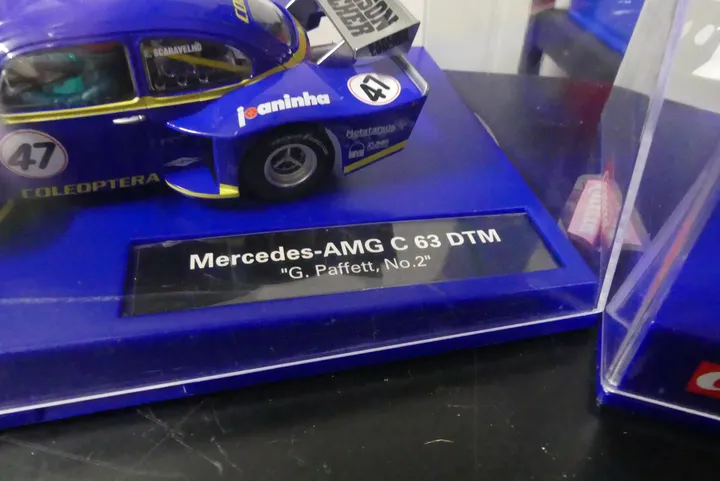 SCARAVELHO
47
joaninha
47
COLEOPTERA
Mercedes-AMG C 63 DTM
"G. Paffett, No.2"